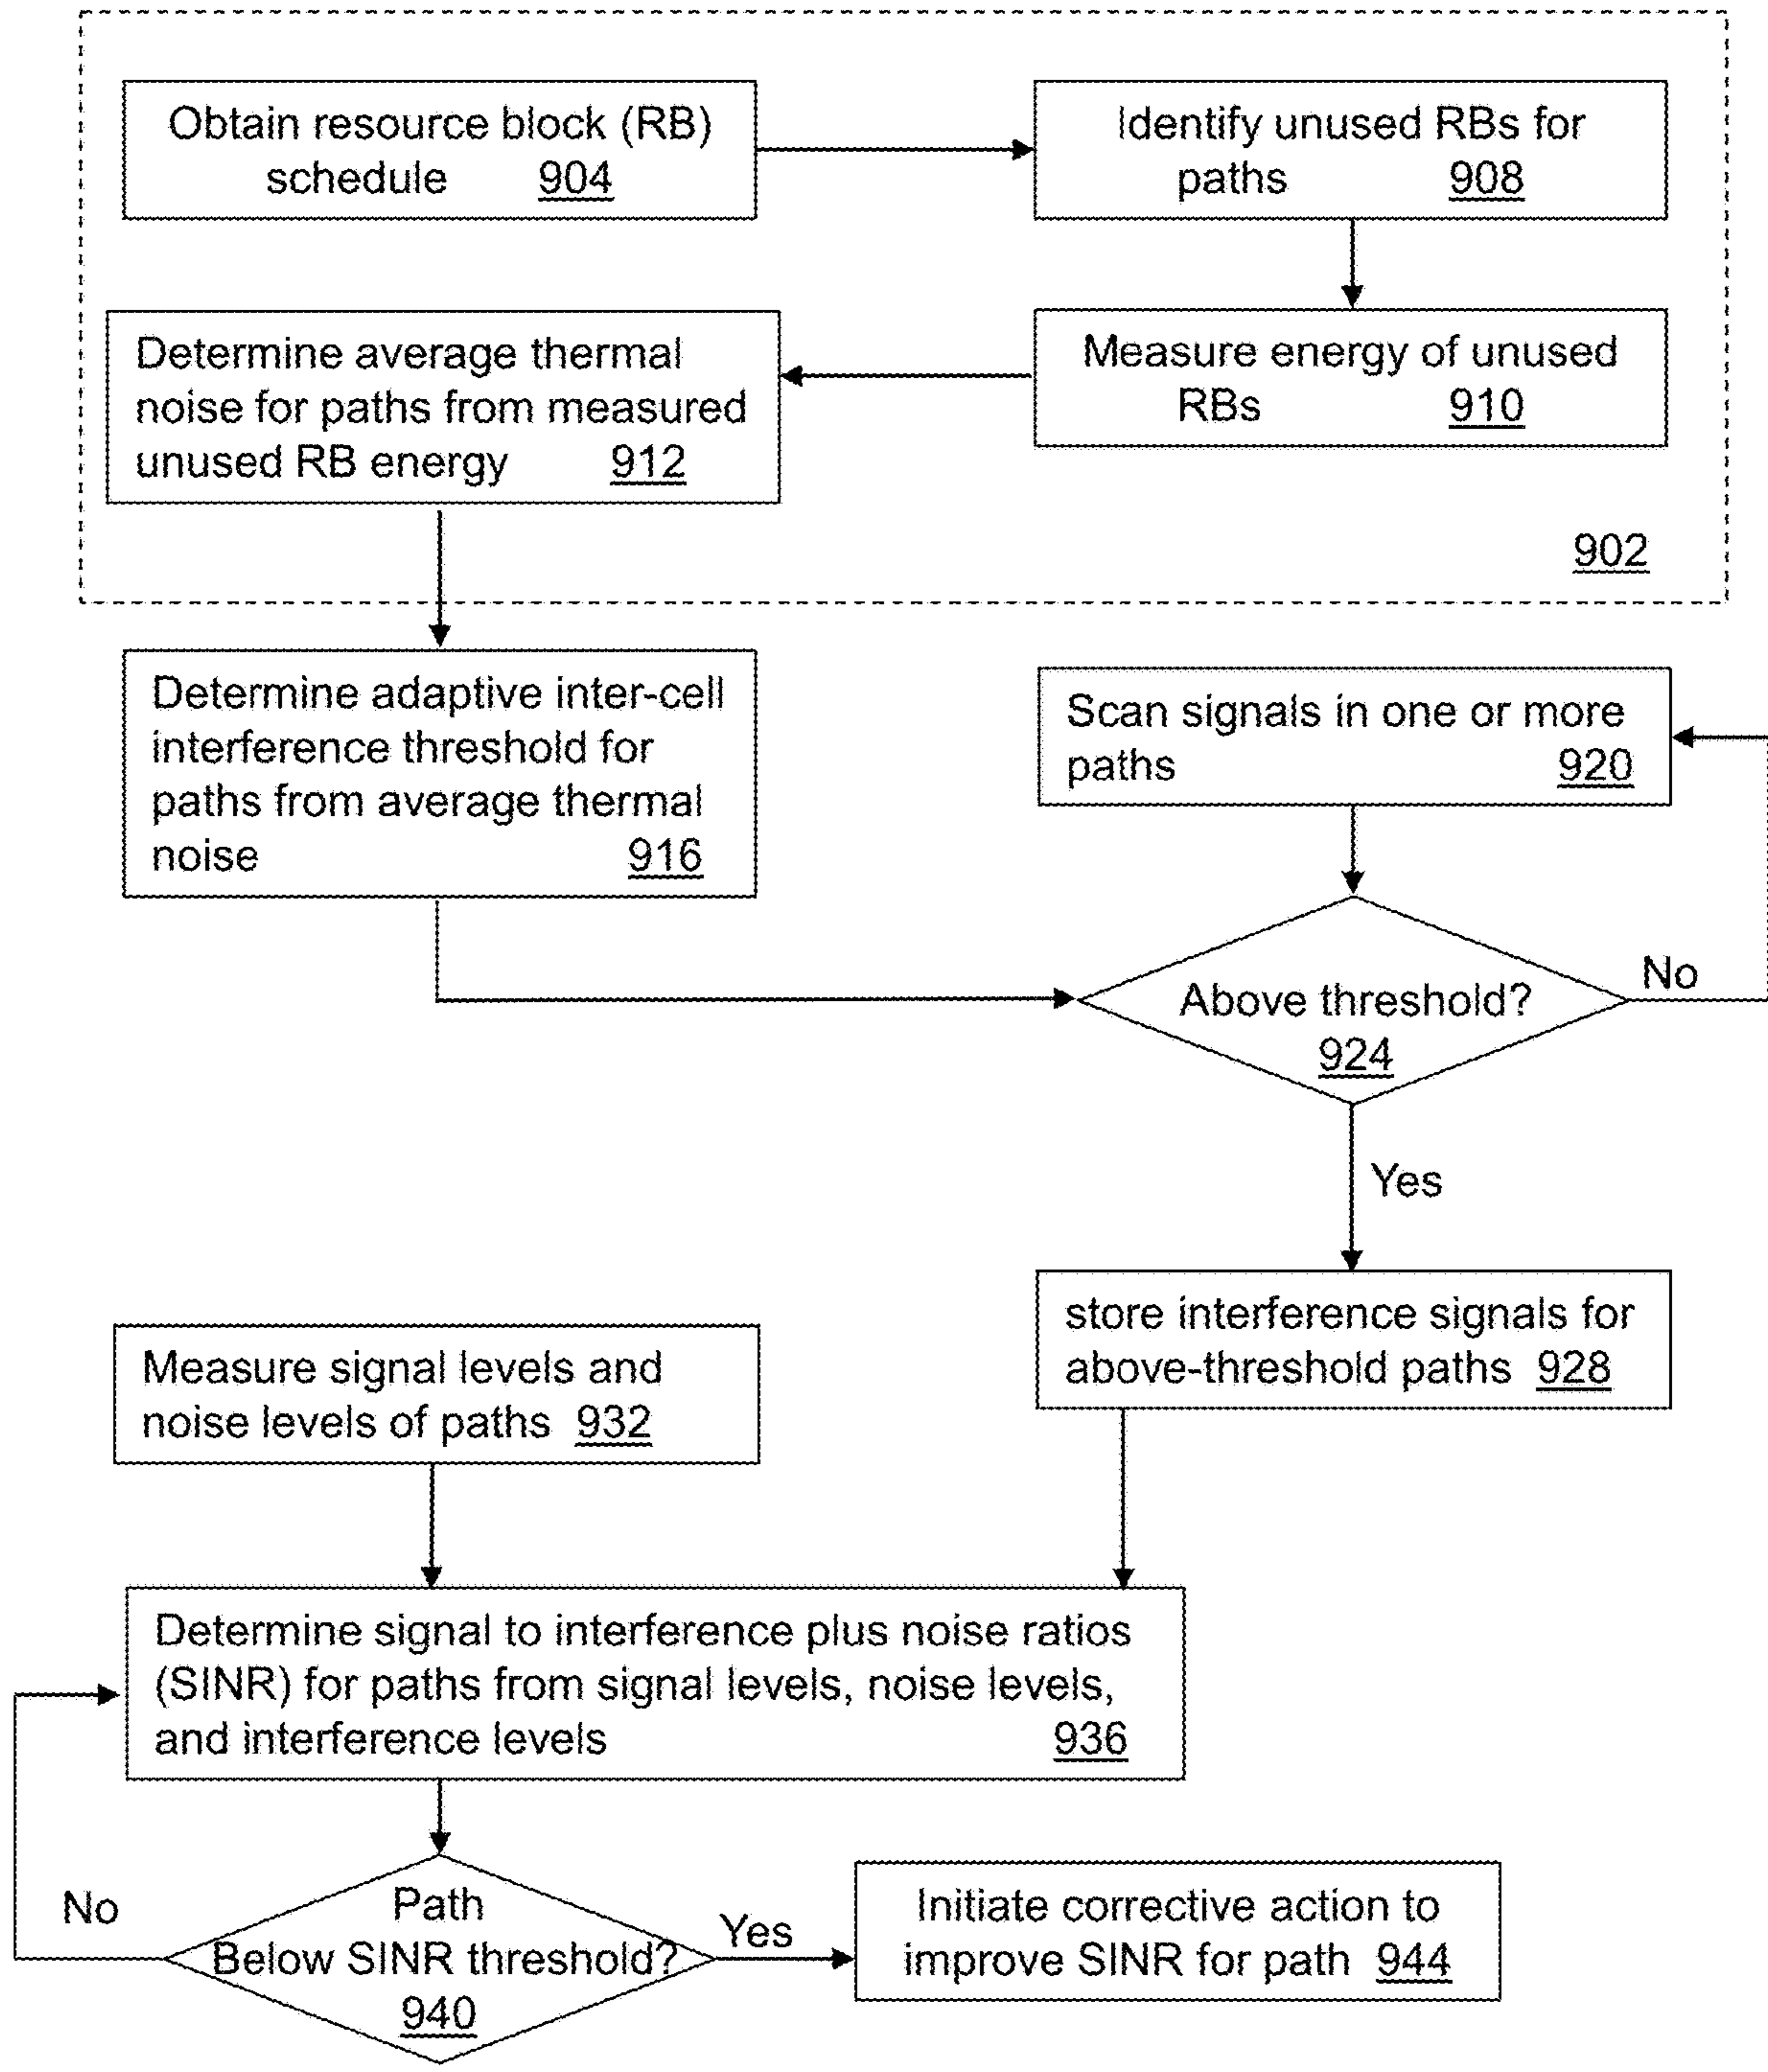 Obtain resource block (RB)
schedule 904
Identify unused RBs for
paths 908
Measure energy of unused
RBs 910
Determine average thermal
noise for paths from measured
unused RB energy 912
902
Determine adaptive inter-cell
interference threshold for
paths from average thermal
noise 916
Scan signals in one or more
paths 920
Above threshold?
924
No
Yes
store interference signals for
above-threshold paths 928
Measure signal levels and
noise levels of paths 932
Determine signal to interference plus noise ratios
(SINR) for paths from signal levels, noise levels,
and interference levels 936
Path
Below SINR threshold?
940
No
Yes
Initiate corrective action to
improve SINR for path 944